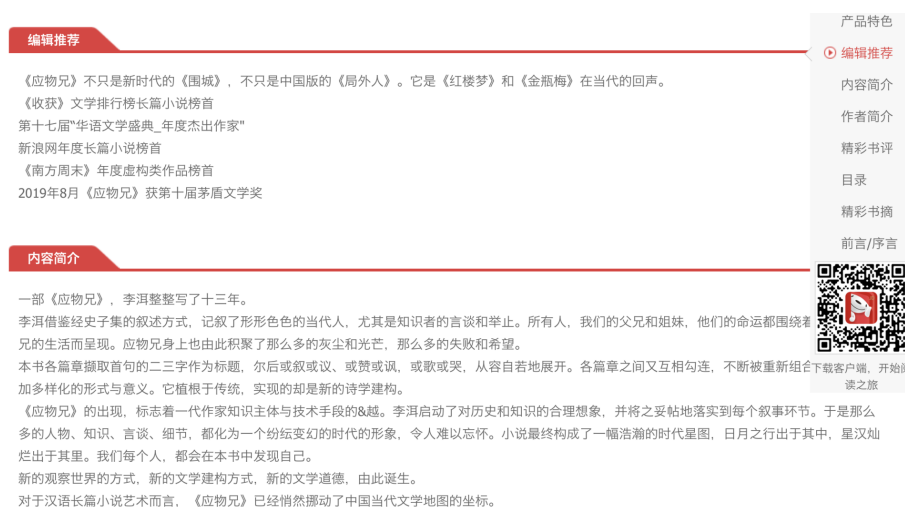 产品特色
编辑推荐
编辑推荐
内容简介
作者简介
精彩书评
目录
精彩书摘
前言/序言
下载客户端，开始阅
读之旅
《应物兄》不只是新时代的《围城》，不只是中国版的《局外人》。它是《红楼梦》和《金瓶梅》在当代的回声。
《收获》文学排行榜长篇小说榜首
第十七届“华语文学盛典_年度杰出作家"
新浪网年度长篇小说榜首
《南方周末》年度虚构类作品榜首
2019年8月《应物兄》获第十届茅盾文学奖
内容简介
一部《应物兄》，李洱整整写了十三年。
李洱借鉴经史子集的叙述方式，记叙了形形色色的当代人，尤其是知识者的言谈和举止。所有人，我们的父兄和姐妹，他们的命运都围绕着
兄的生活而呈现。应物兄身上也由此积聚了那么多的灰尘和光芒，那么多的失败和希望。
本书各篇章撷取首句的二三字作为标题，尔后或叙或议、或赞或讽，或歌或哭，从容自若地展开。各篇章之间又互相勾连，不断被重新组合
加多样化的形式与意义。它植根于传统，实现的却是新的诗学建构。
《应物兄》的出现，标志着一代作家知识主体与技术手段的&越。李洱启动了对历史和知识的合理想象，并将之妥帖地落实到每个叙事环节。于是那么
多的人物、知识、言谈、细节，都化为一个纷纭变幻的时代的形象，令人难以忘怀。小说最终构成了一幅浩瀚的时代星图，日月之行出于其中，星汉灿
烂出于其里。我们每个人，都会在本书中发现自己。
新的观察世界的方式，新的文学建构方式，新的文学道德，由此诞生。
对于汉语长篇小说艺术而言，《应物兄》已经悄然挪动了中国当代文学地图的坐标。